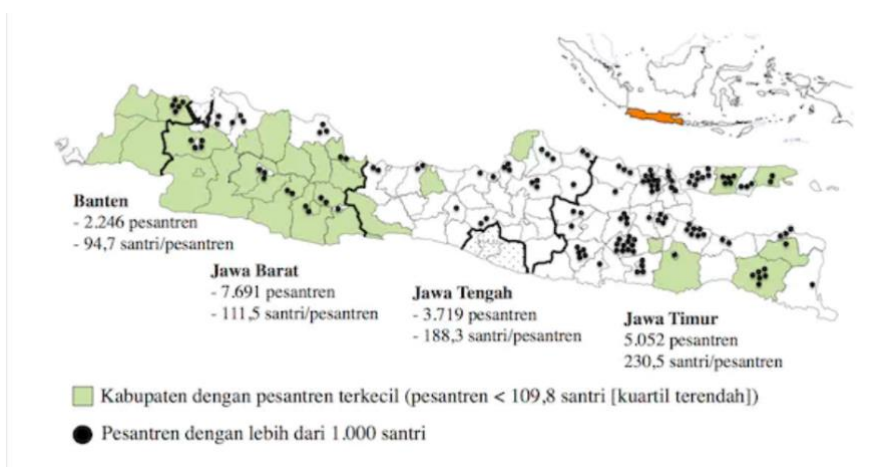 Banten
- 2.246 pesantren
- 94,7 santri/pesantren
Jawa Barat
- 7.691 pesantren
- 111,5 santri/pesantren
Jawa Tengah
- 3.719 pesantren
- 188,3 santri/pesantren
Jawa Timur
5.052 pesantren
230,5 santri/pesantren
Kabupaten dengan pesantren terkecil (pesantren < 109,8 santri [kuartil terendah])
Pesantren dengan lebih dari 1.000 santri